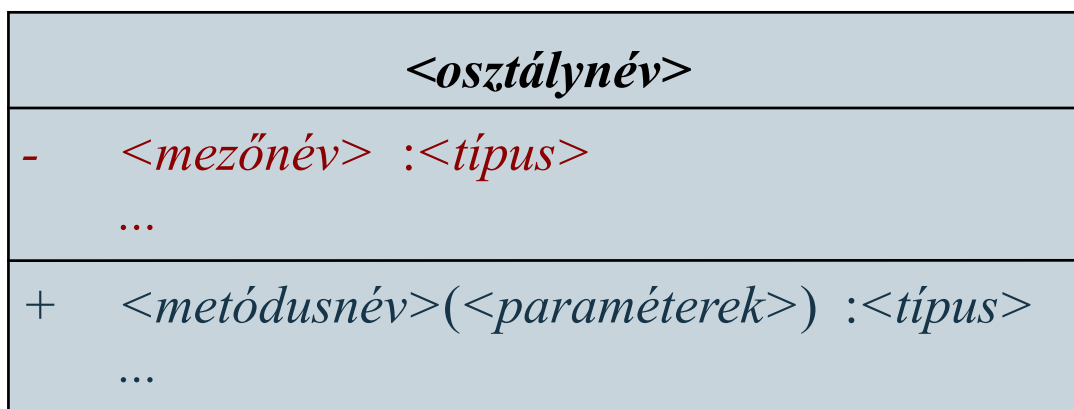 <osztálynév>
- <mezőnév> :<típus>
...
+ <metódusnév>(<paraméterek>) :<típus>
...